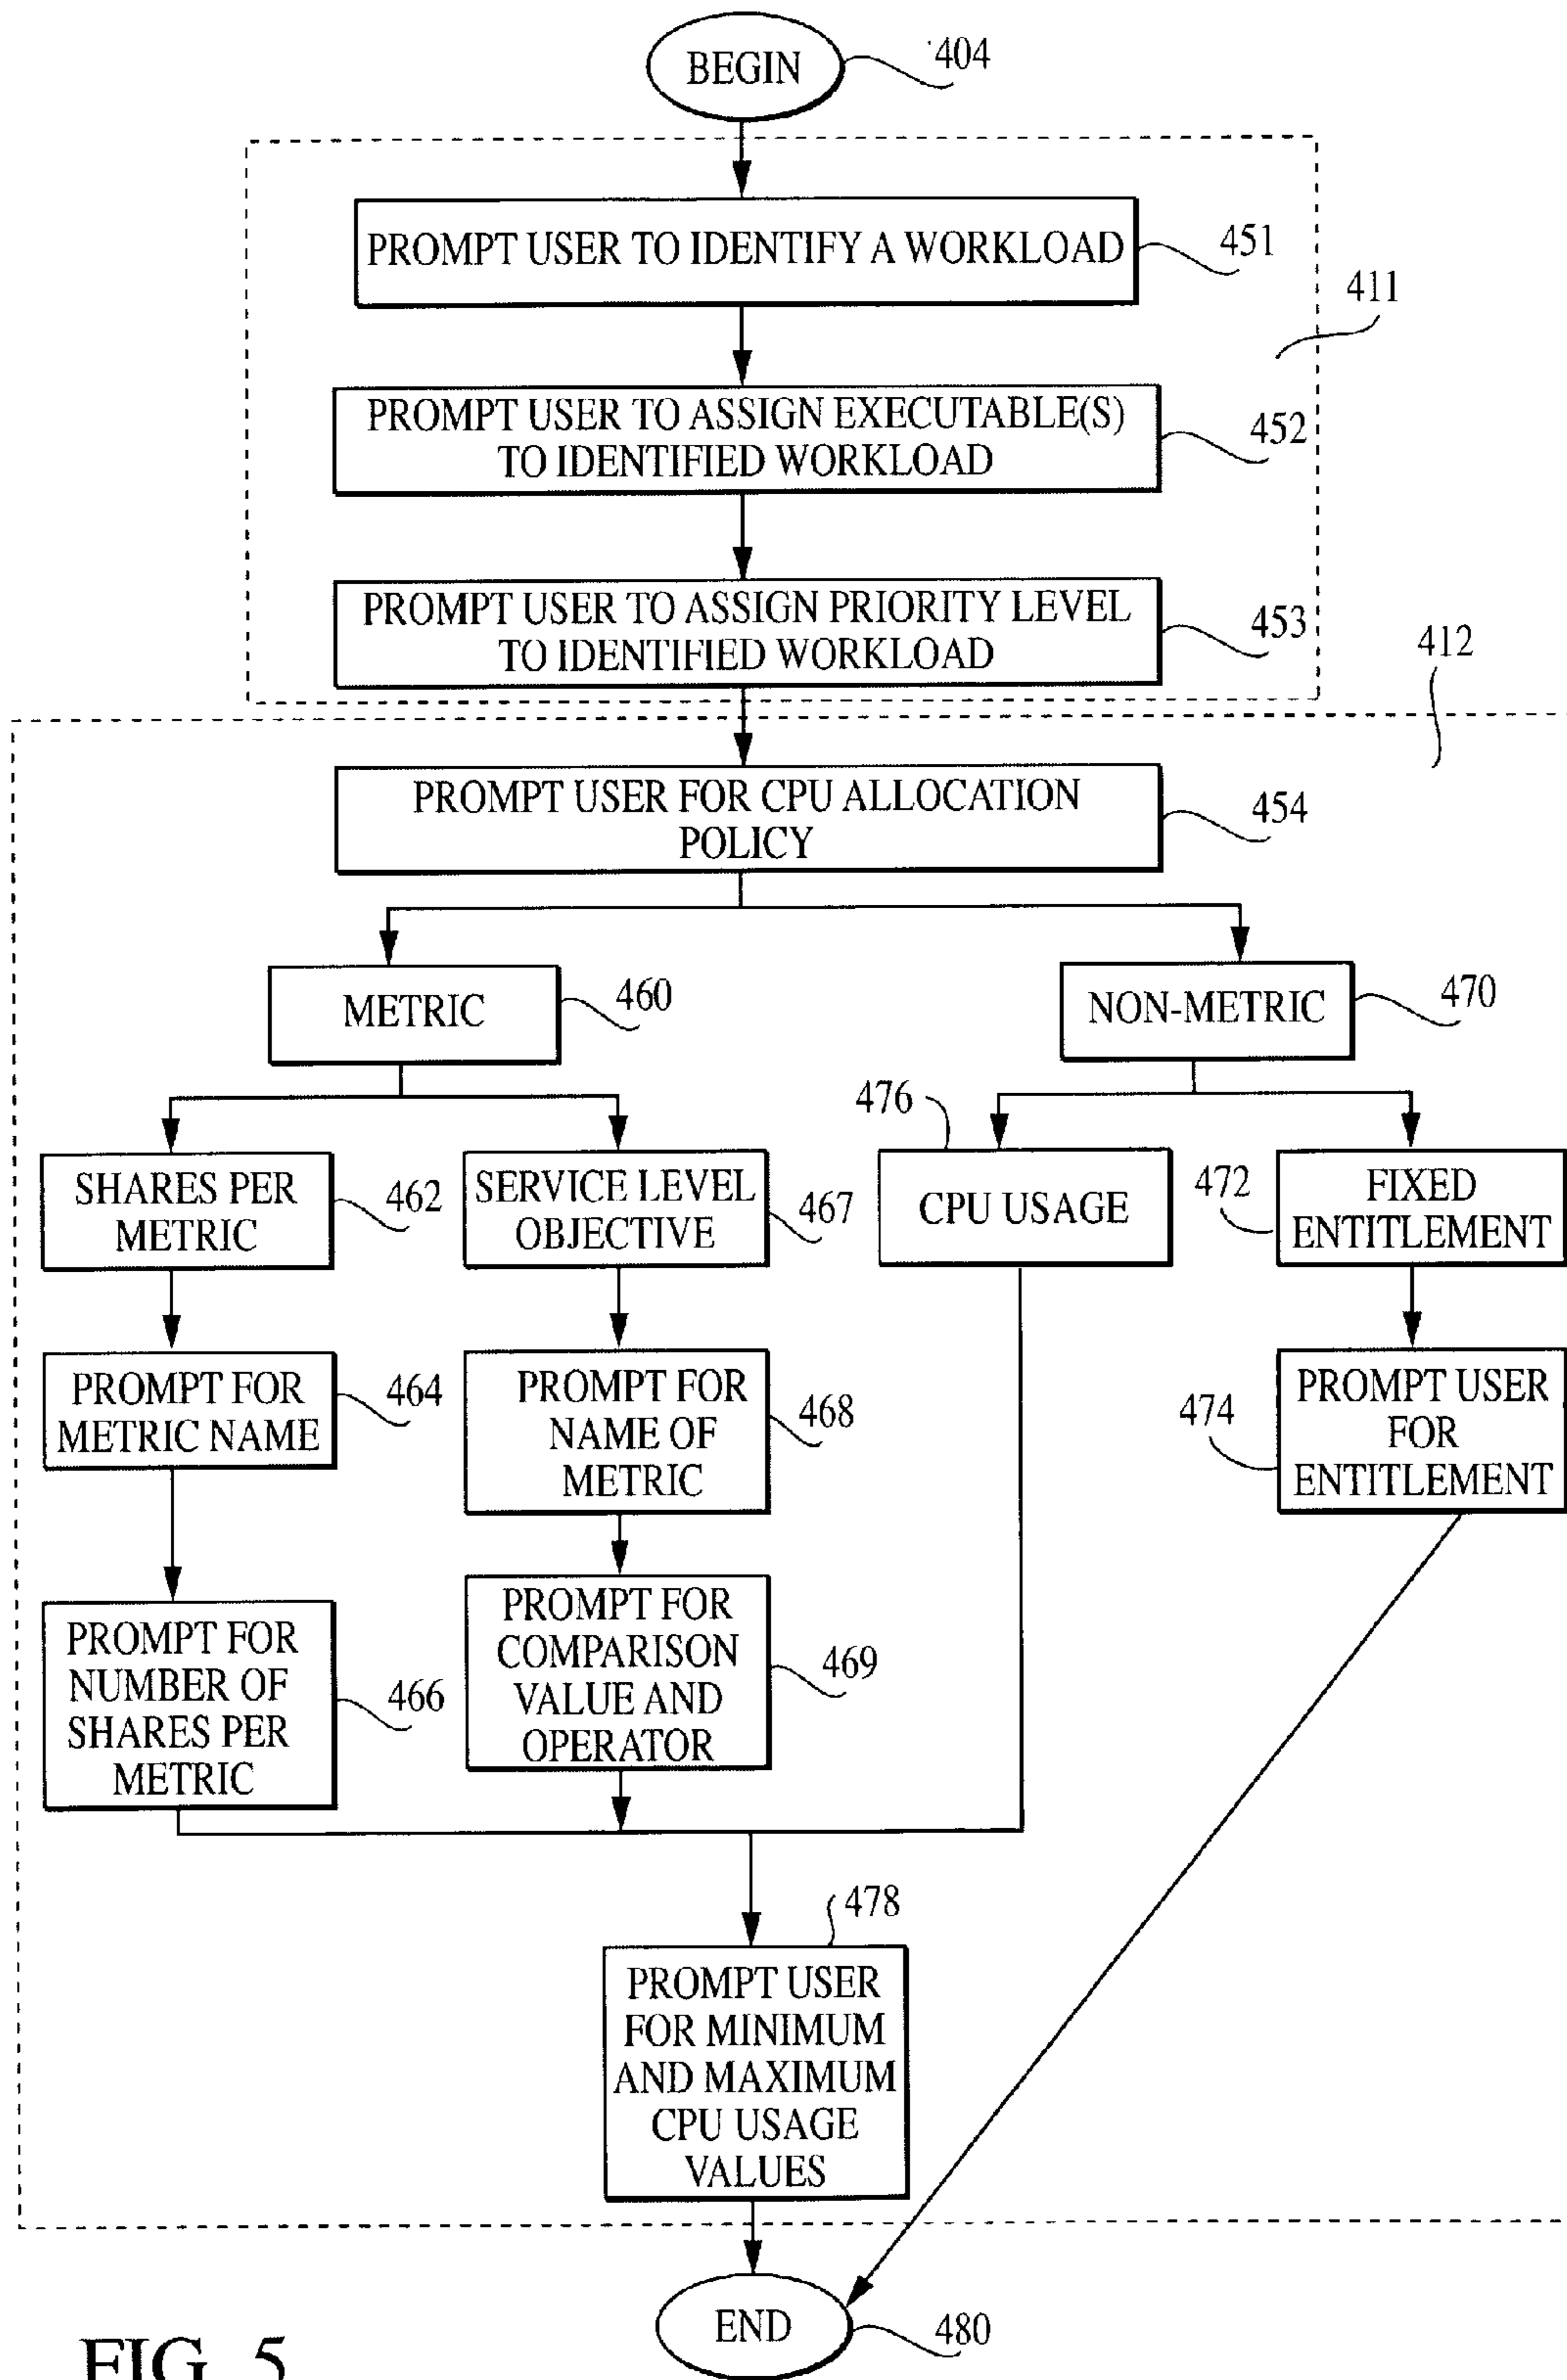 BEGIN
404
PROMPT USER TO IDENTIFY A WORKLOAD
451
411
PROMPT USER TO ASSIGN EXECUTABLE(S)
TO IDENTIFIED WORKLOAD
452
PROMPT USER TO ASSIGN PRIORITY LEVEL
TO IDENTIFIED WORKLOAD
453
412
PROMPT USER FOR CPU ALLOCATION
POLICY
454
METRIC
460
NON-METRIC
470
SHARES PER
METRIC
462
SERVICE LEVEL
OBJECTIVE
467
476
CPU USAGE
472
FIXED
ENTITLEMENT
PROMPT FOR
METRIC NAME
464
PROMPT FOR
NAME OF
METRIC
468
474
PROMPT USER
FOR
ENTITLEMENT
PROMPT FOR
NUMBER OF
SHARES PER
METRIC
466
PROMPT FOR
COMPARISON
VALUE AND
OPERATOR
469
478
PROMPT USER
FOR MINIMUM
AND MAXIMUM
CPU USAGE
VALUES
END
480
FIG. 5